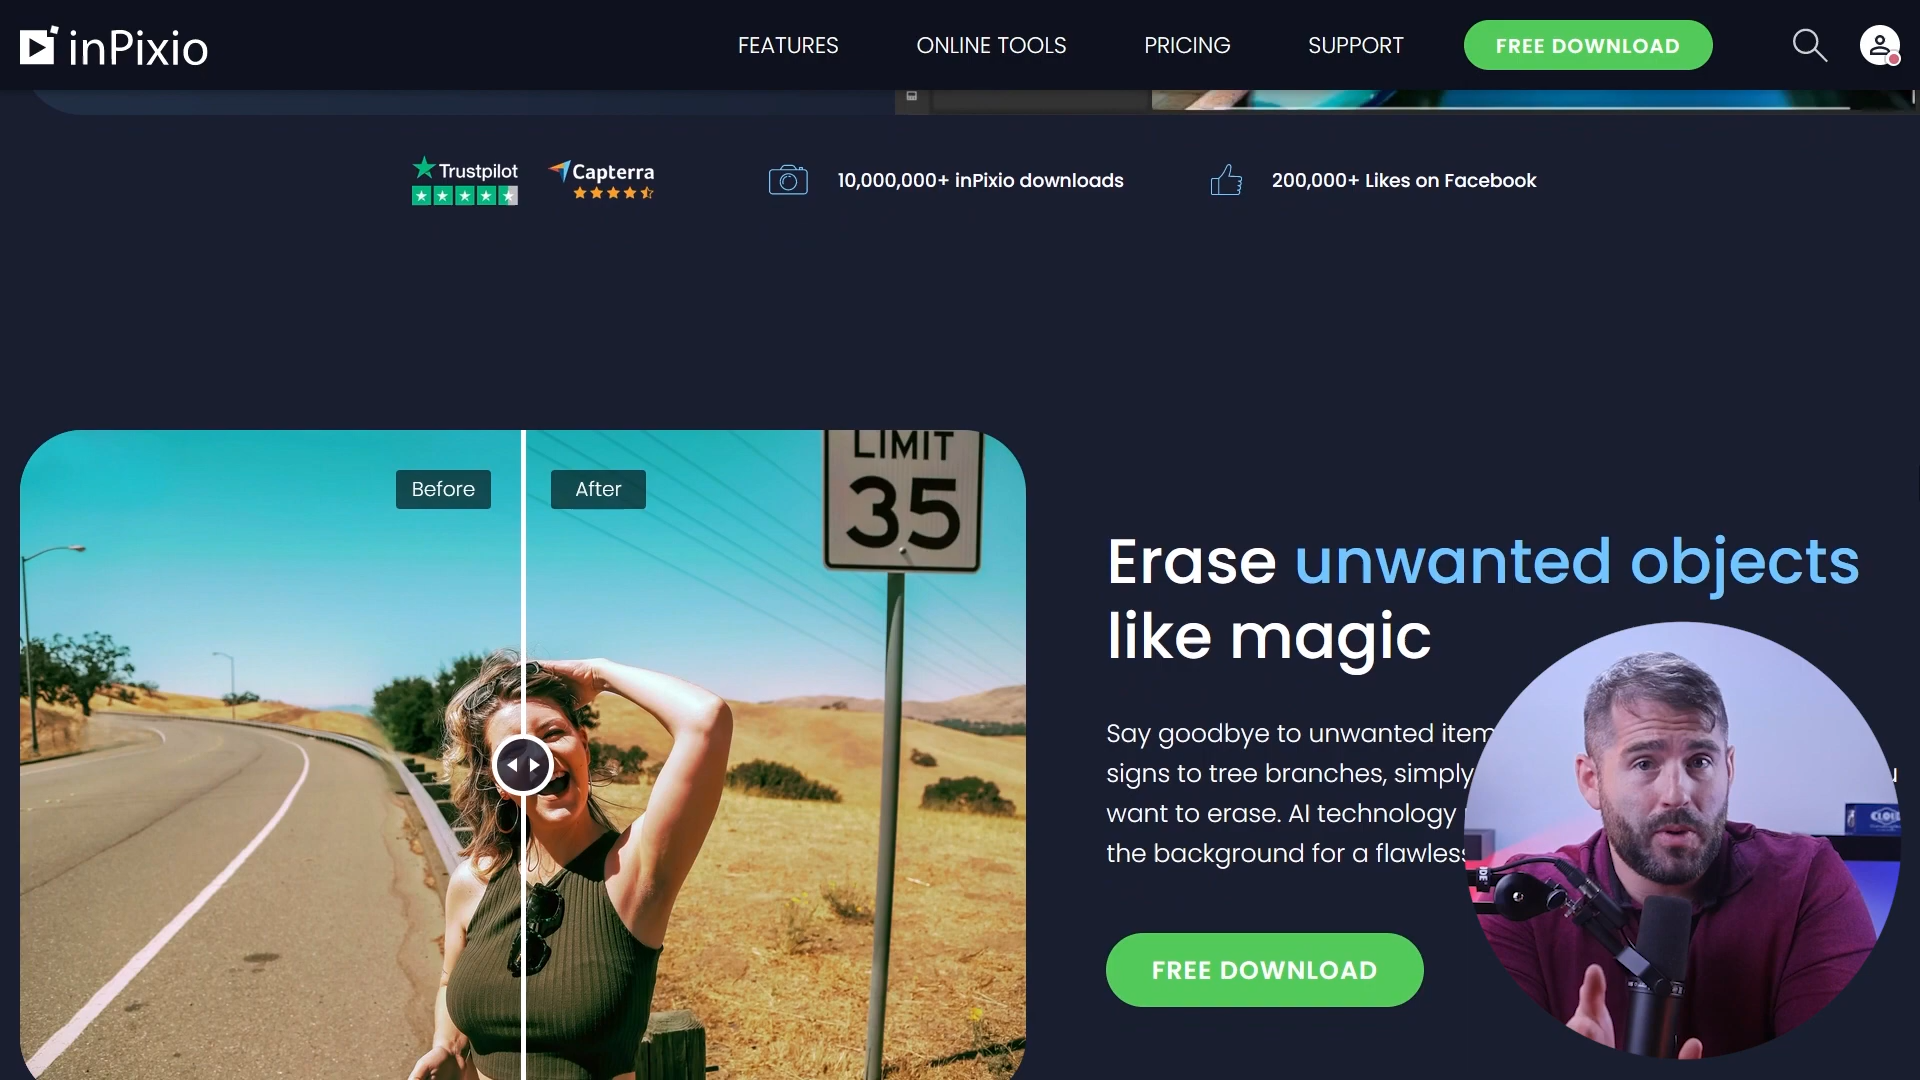 inPixio
FEATURES
ONLINE TOOLS
PRICING
SUPPORT
FREE DOWNLOAD
Trustpilot
Capterra
10,000,000+ inPixio downloads
200,000+ Likes on Facebook
Before
After
LIMIT
35
Erase unwanted objects
like magic
Say goodbye to unwanted
signs to tree branches, simply
want to erase. AI technology
the background for a
FREE DOWNLOAD